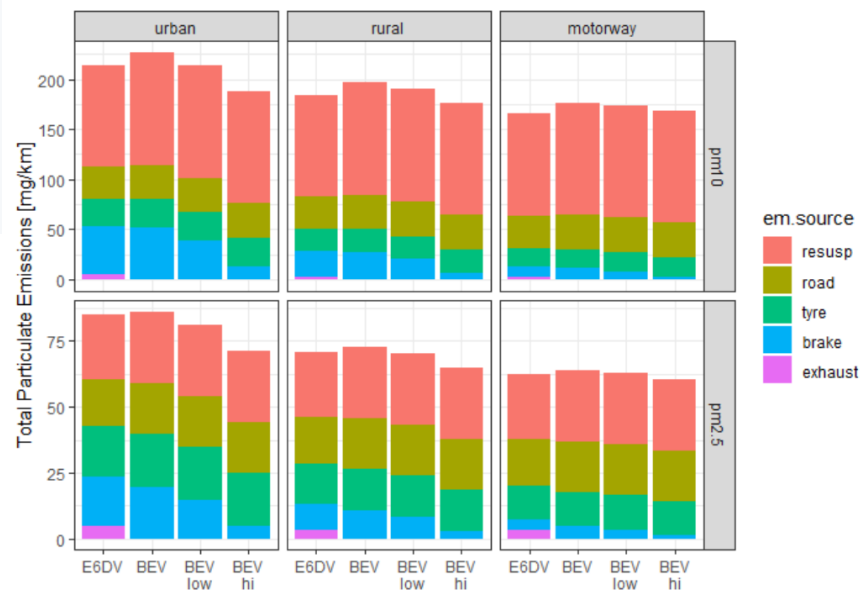 urban rural motorway
Total Particulate Emissions [mg/km]
200
150
100
50
0
pm10
75
50
25
0
pm2.5
E6DV BEV BEV BEV E6DV BEV BEV BEV E6DV BEV BEV BEV
low hi low hi low hi
em.source
resusp
road
tyre
brake
exhaust